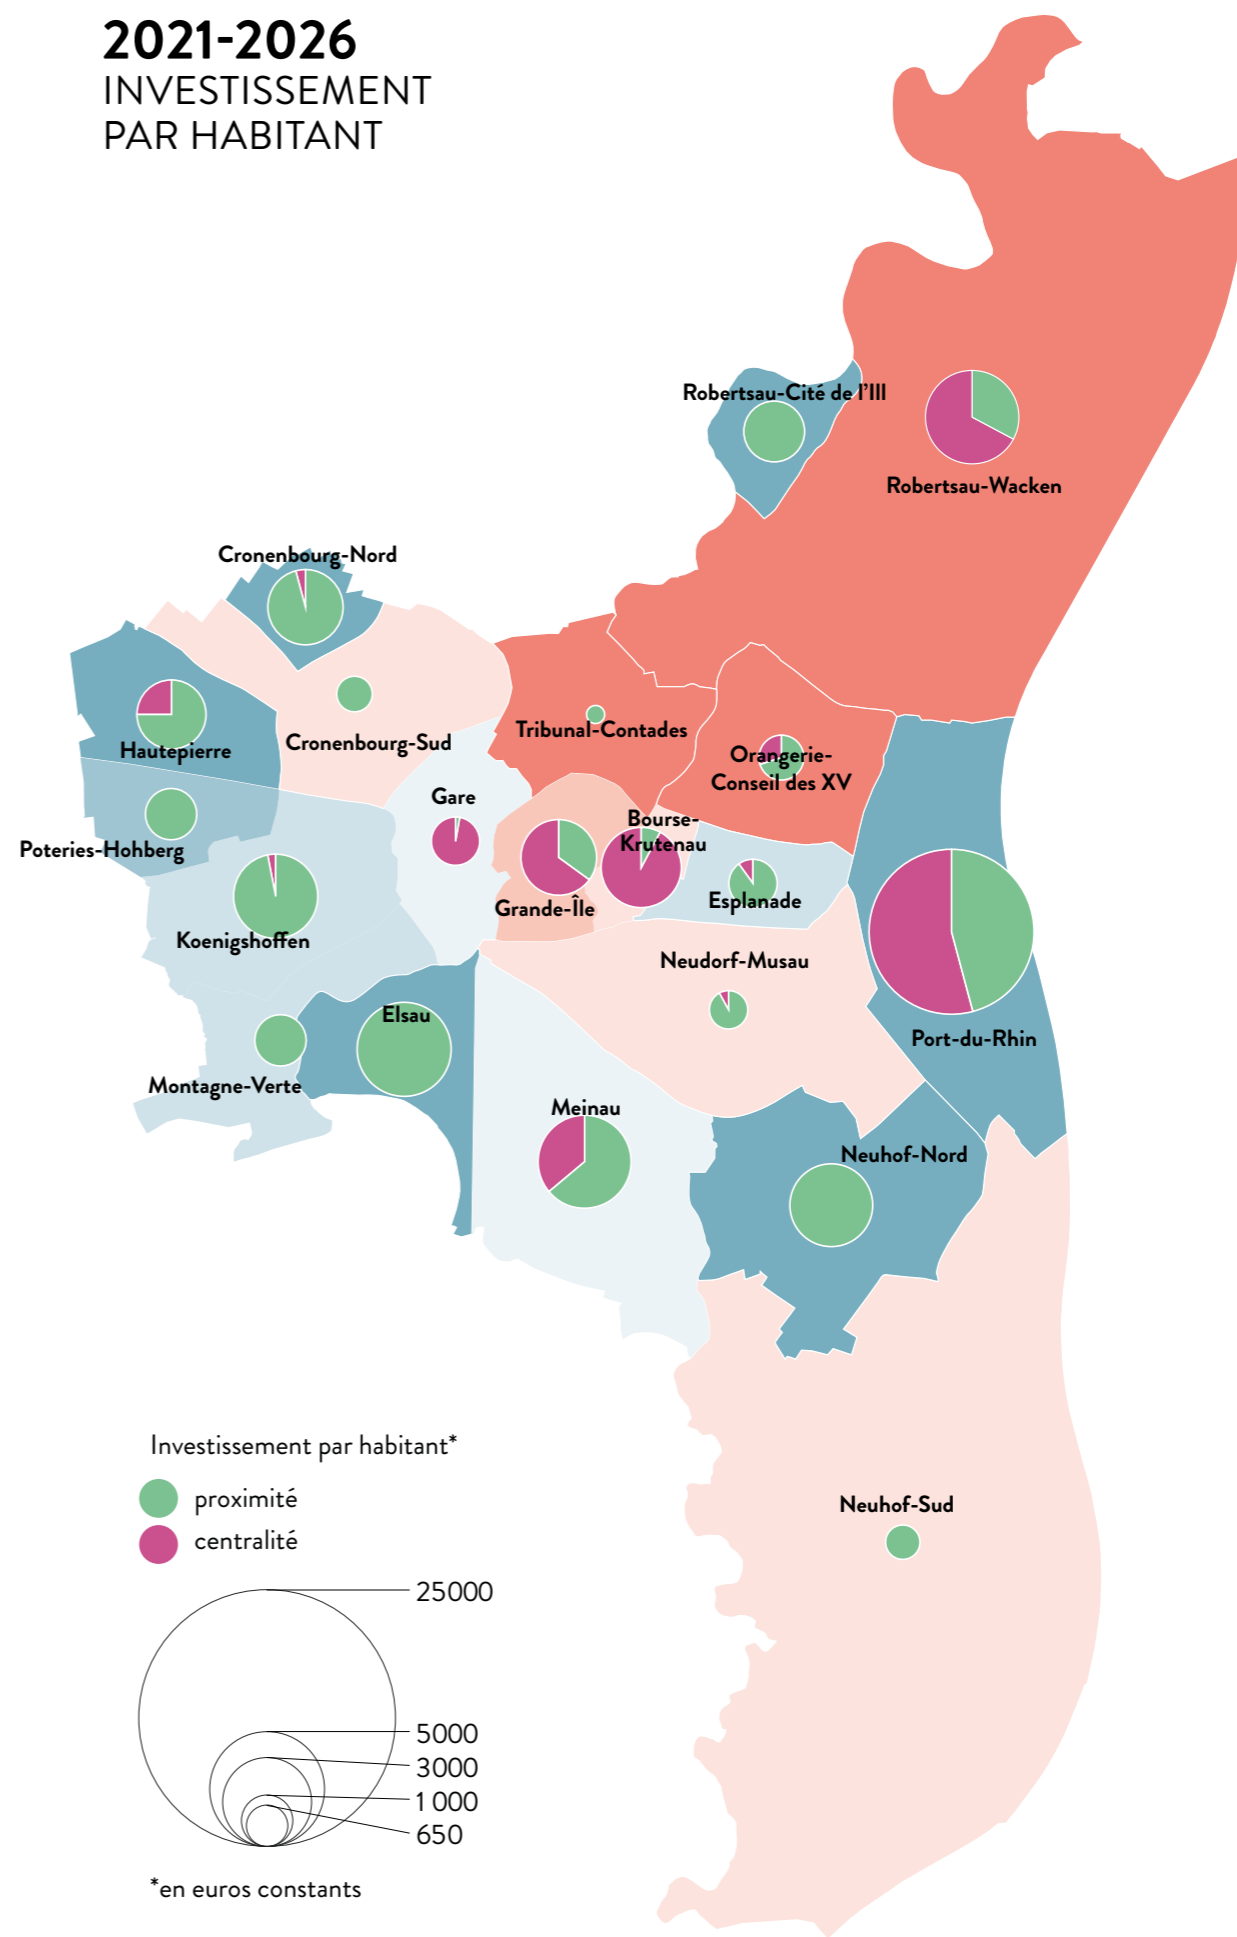 2021-2026
INVESTISSEMENT
PAR HABITANT
Robertsau-Cité de l'Ill
Robertsau-Wacken
Cronenbourg-Nord
Hautepierre
Cronenbourg-Sud
Tribunal-Contades
Orangerie-
Conseil des XV
Gare
Bourse-
Krutenau
Poteries-Hohberg
Grande-Île
Esplanade
Koenigshoffen
Neudorf-Musau
Elsau
Port-du-Rhin
Montagne-Verte
Meinau
Neuhof-Nord
Neuhof-Sud
Investissement par habitant*
proximité
centralité
25000
5000
3000
1 000
650
*en euros constants